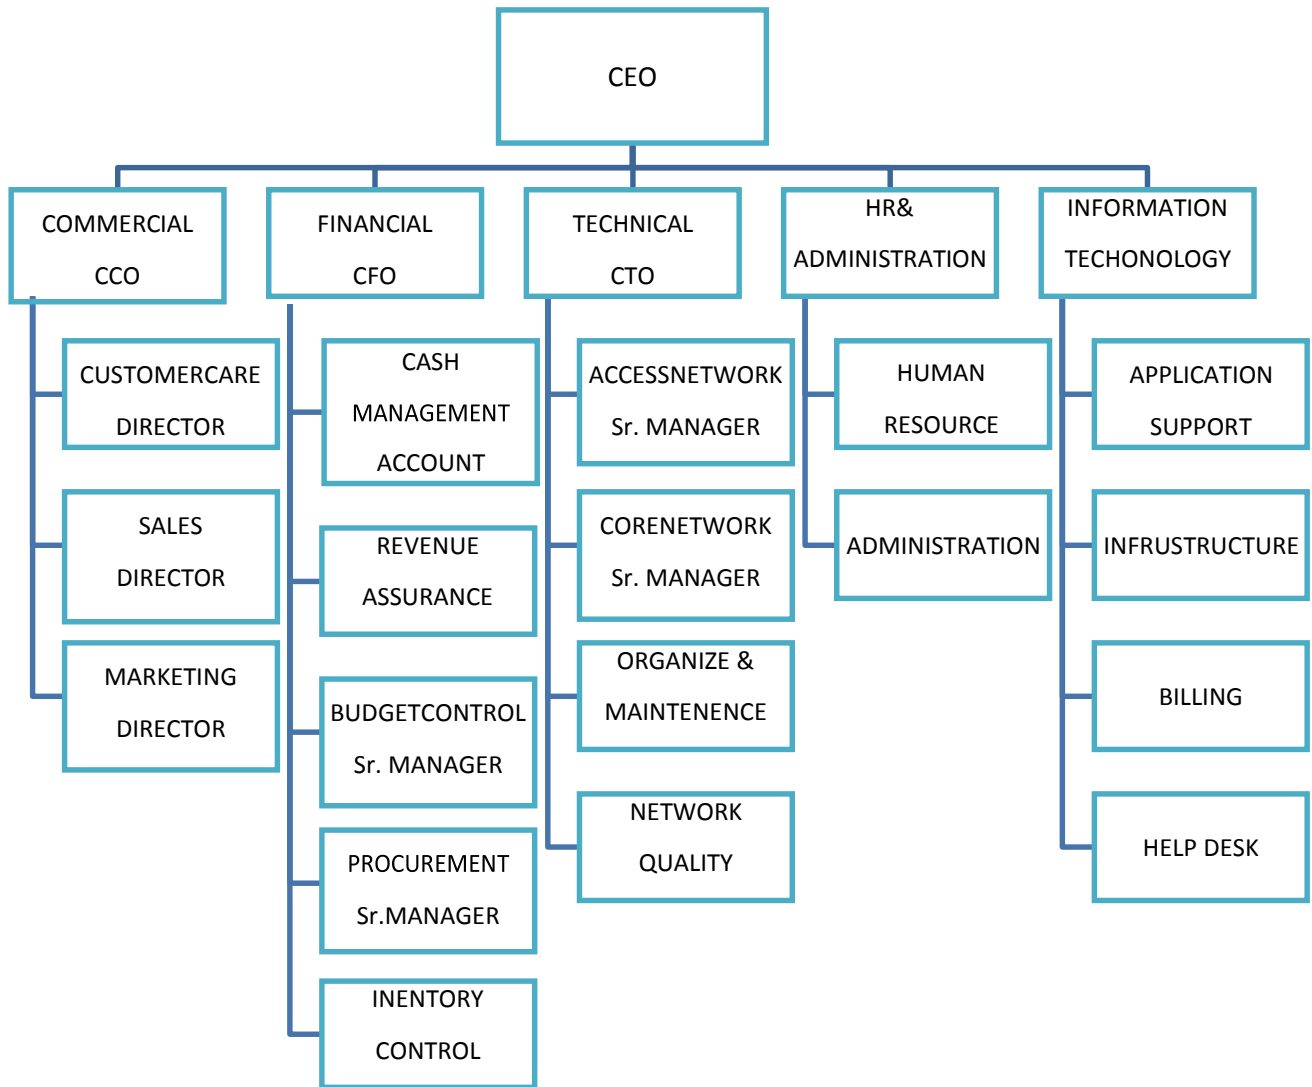 CEO
COMMERCIAL
CCO
FINANCIAL
CFO
TECHNICAL
CTO
HR&
ADMINISTRATION
INFORMATION
TECHONOLOGY
CUSTOMERCARE
DIRECTOR
SALES
DIRECTOR
MARKETING
DIRECTOR
CASH
MANAGEMENT
ACCOUNT
REVENUE
ASSURANCE
BUDGETCONTROL
Sr. MANAGER
PROCUREMENT
Sr.MANAGER
INENTORY
CONTROL
ACCESSNETWORK
Sr. MANAGER
CORENETWORK
Sr. MANAGER
ORGANIZE &
MAINTENENCE
NETWORK
QUALITY
HUMAN
RESOURCE
ADMINISTRATION
APPLICATION
SUPPORT
INFRUSTRUCTURE
BILLING
HELP DESK